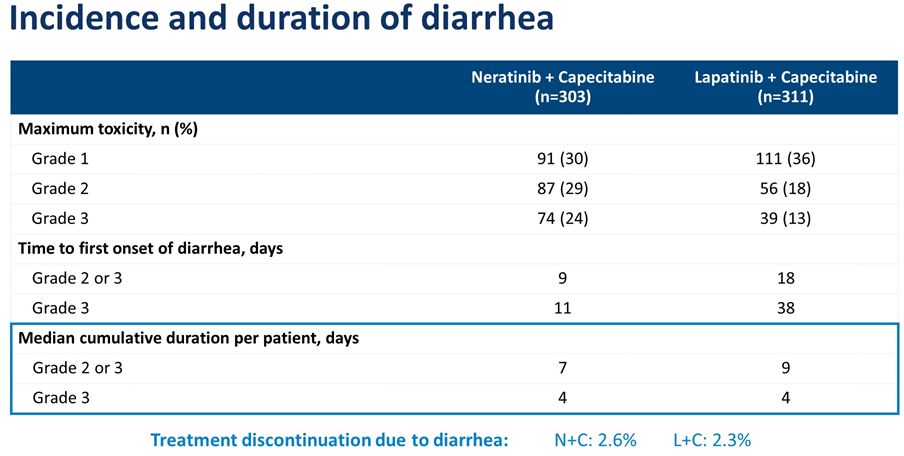 Incidence and duration of diarrhea
Neratinib + Capecitabine (n=303) Lapatinib + Capecitabine (n=311)
Maximum toxicity, n (%)
Grade 1 91 (30) 111 (36)
Grade 2 87 (29) 56 (18)
Grade 3 74 (24) 39 (13)
Time to first onset of diarrhea, days
Grade 2 or 3 9 18
Grade 3 11 38
Median cumulative duration per patient, days
Grade 2 or 3 7 9
Grade 3 4 4
Treatment discontinuation due to diarrhea: N+C: 2.6% L+C: 2.3%